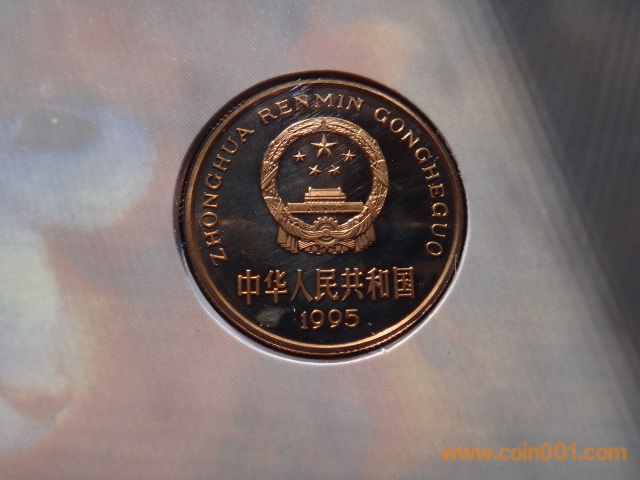 ZHONGHUA RENMIN GONGHEGUO
中华人民共和国
1995
www.coin001.com